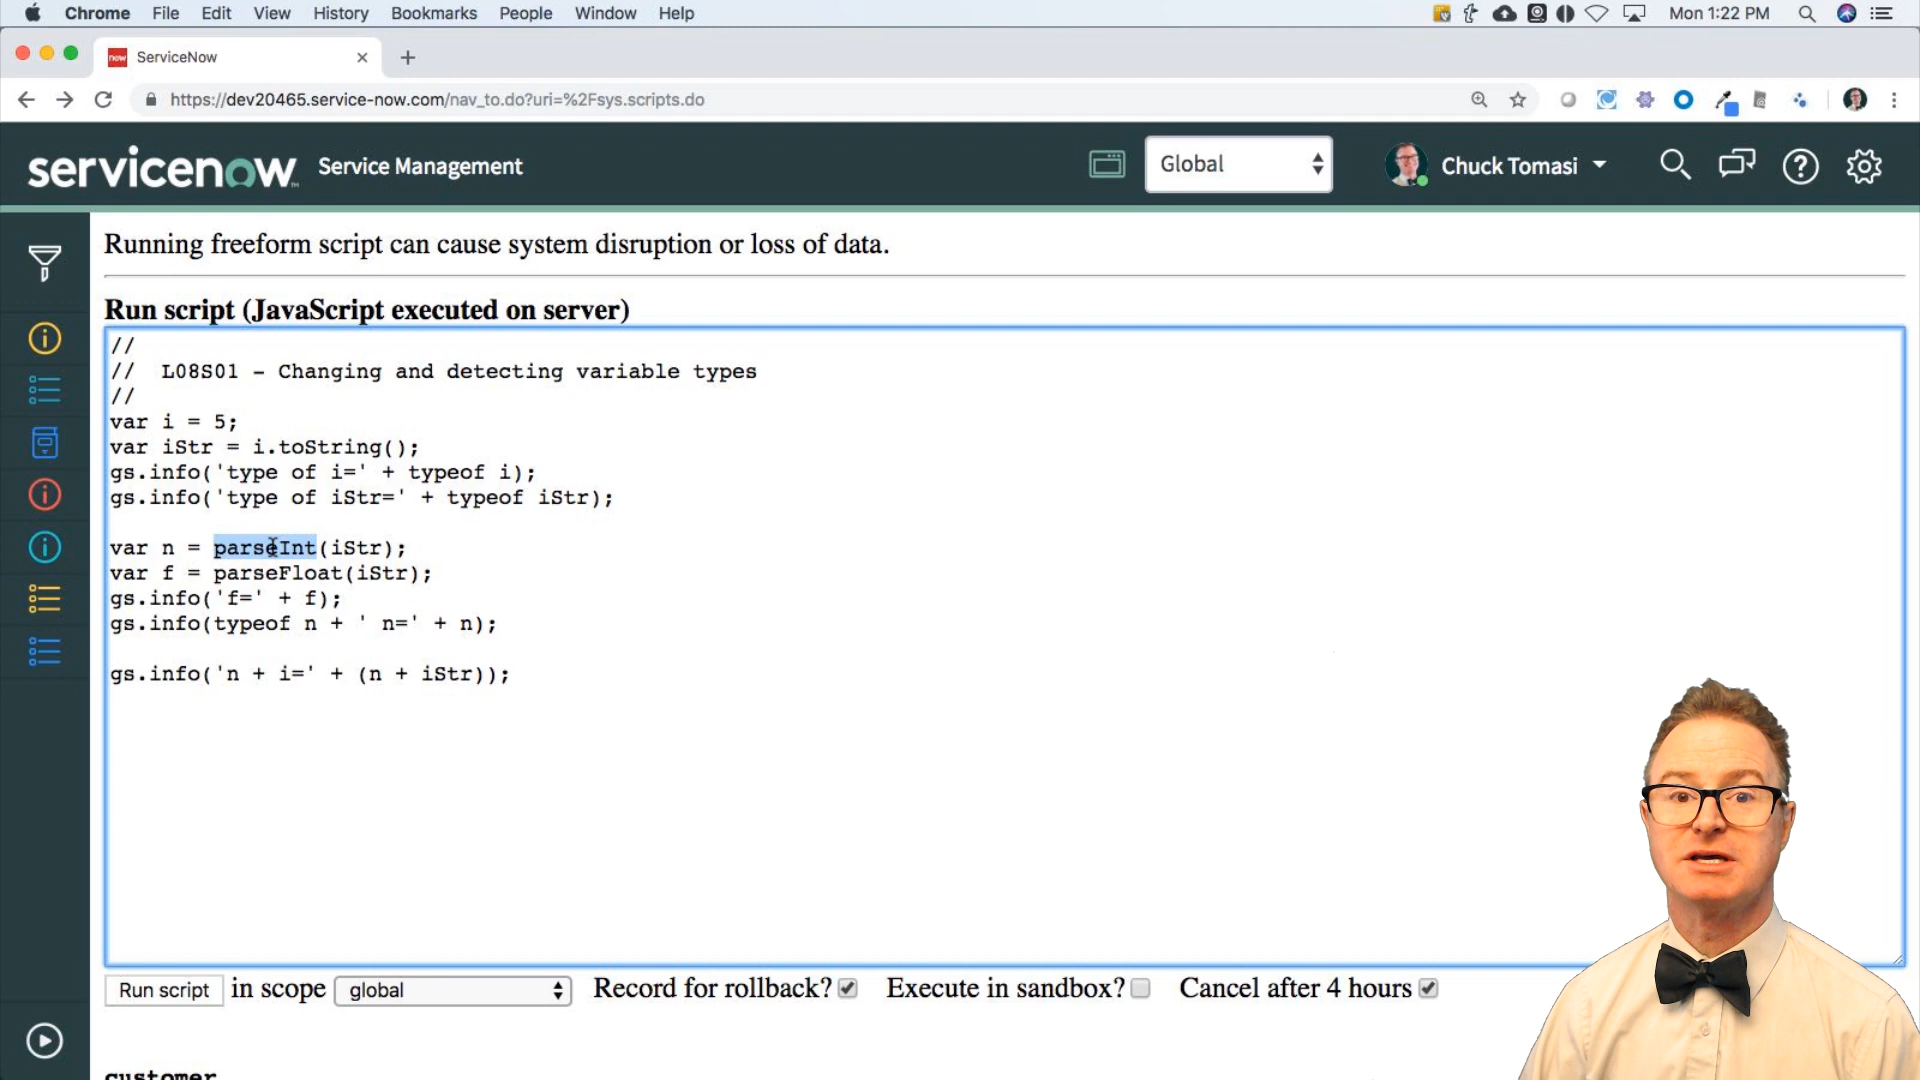 Chrome File Edit View History Bookmarks People Window Help Mon 1:22 PM
now ServiceNow
https://dev20465.service-now.com/nav_to.do?uri=%2Fsys.scripts.do
servicenow Service Management Global Chuck Tomasi
Running freeform script can cause system disruption or loss of data.
Run script (JavaScript executed on server)
//
// L08S01 - Changing and detecting variable types
//
var i = 5;
var iStr = i.toString();
gs.info('type of i=' + typeof i);
gs.info('type of iStr=' + typeof iStr);
var n = parseInt(iStr);
var f = parseFloat(iStr);
gs.info('f=' + f);
gs.info(typeof n + ' n=' + n);
gs.info('n + i=' + (n + iStr));
Run script in scope global Record for rollback? Execute in sandbox? Cancel after 4 hours
customer